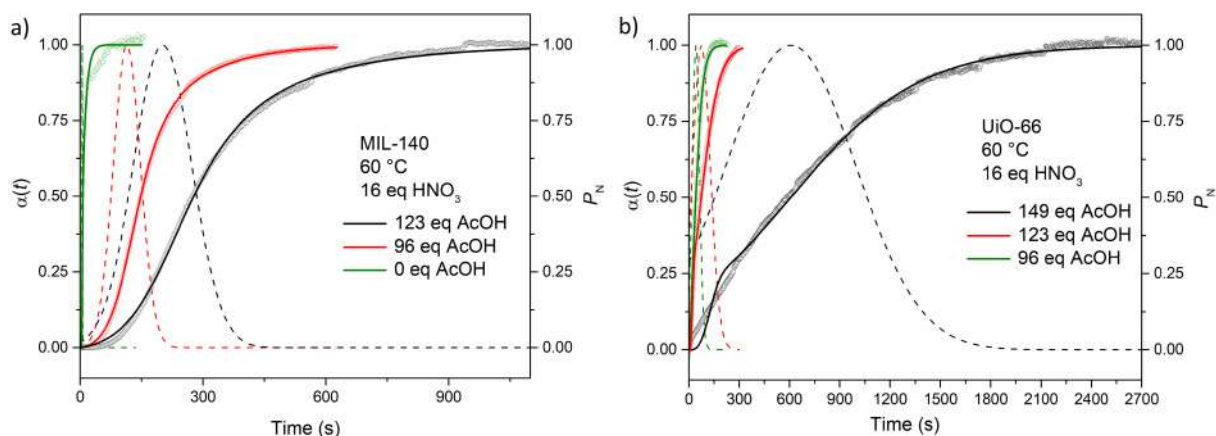 a)
1.00
0.75
0.50
0.25
0.00
α(t)
MIL-140
60 °C
16 eq HNO3
123 eq AcOH
96 eq AcOH
0 eq AcOH
1.00
0.75
0.50
0.25
0.00
PN
0 300 600 900
Time (s)
b)
1.00
0.75
0.50
0.25
0.00
α(t)
UiO-66
60 °C
16 eq HNO3
149 eq AcOH
123 eq AcOH
96 eq AcOH
1.00
0.75
0.50
0.25
0.00
PN
0 300 600 900 1200 1500 1800 2100 2400 2700
Time (s)